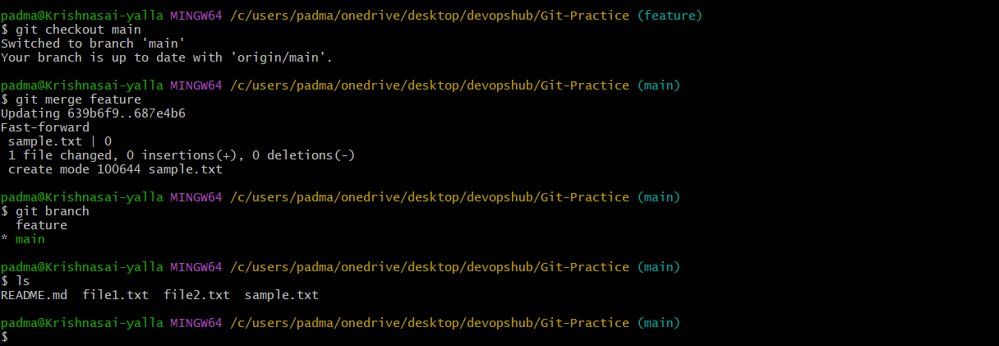 padma@Krishnasai-yalla MINGW64 /c/users/padma/onedrive/desktop/devopshub/Git-Practice (feature)
$ git checkout main
Switched to branch 'main'
Your branch is up to date with 'origin/main'.
padma@Krishnasai-yalla MINGW64 /c/users/padma/onedrive/desktop/devopshub/Git-Practice (main)
$ git merge feature
Updating 639b6f9..687e4b6
Fast-forward
 sample.txt | 0
 1 file changed, 0 insertions(+), 0 deletions(-)
 create mode 100644 sample.txt
padma@Krishnasai-yalla MINGW64 /c/users/padma/onedrive/desktop/devopshub/Git-Practice (main)
$ git branch
  feature
* main
padma@Krishnasai-yalla MINGW64 /c/users/padma/onedrive/desktop/devopshub/Git-Practice (main)
$ ls
README.md  file1.txt  file2.txt  sample.txt
padma@Krishnasai-yalla MINGW64 /c/users/padma/onedrive/desktop/devopshub/Git-Practice (main)
$